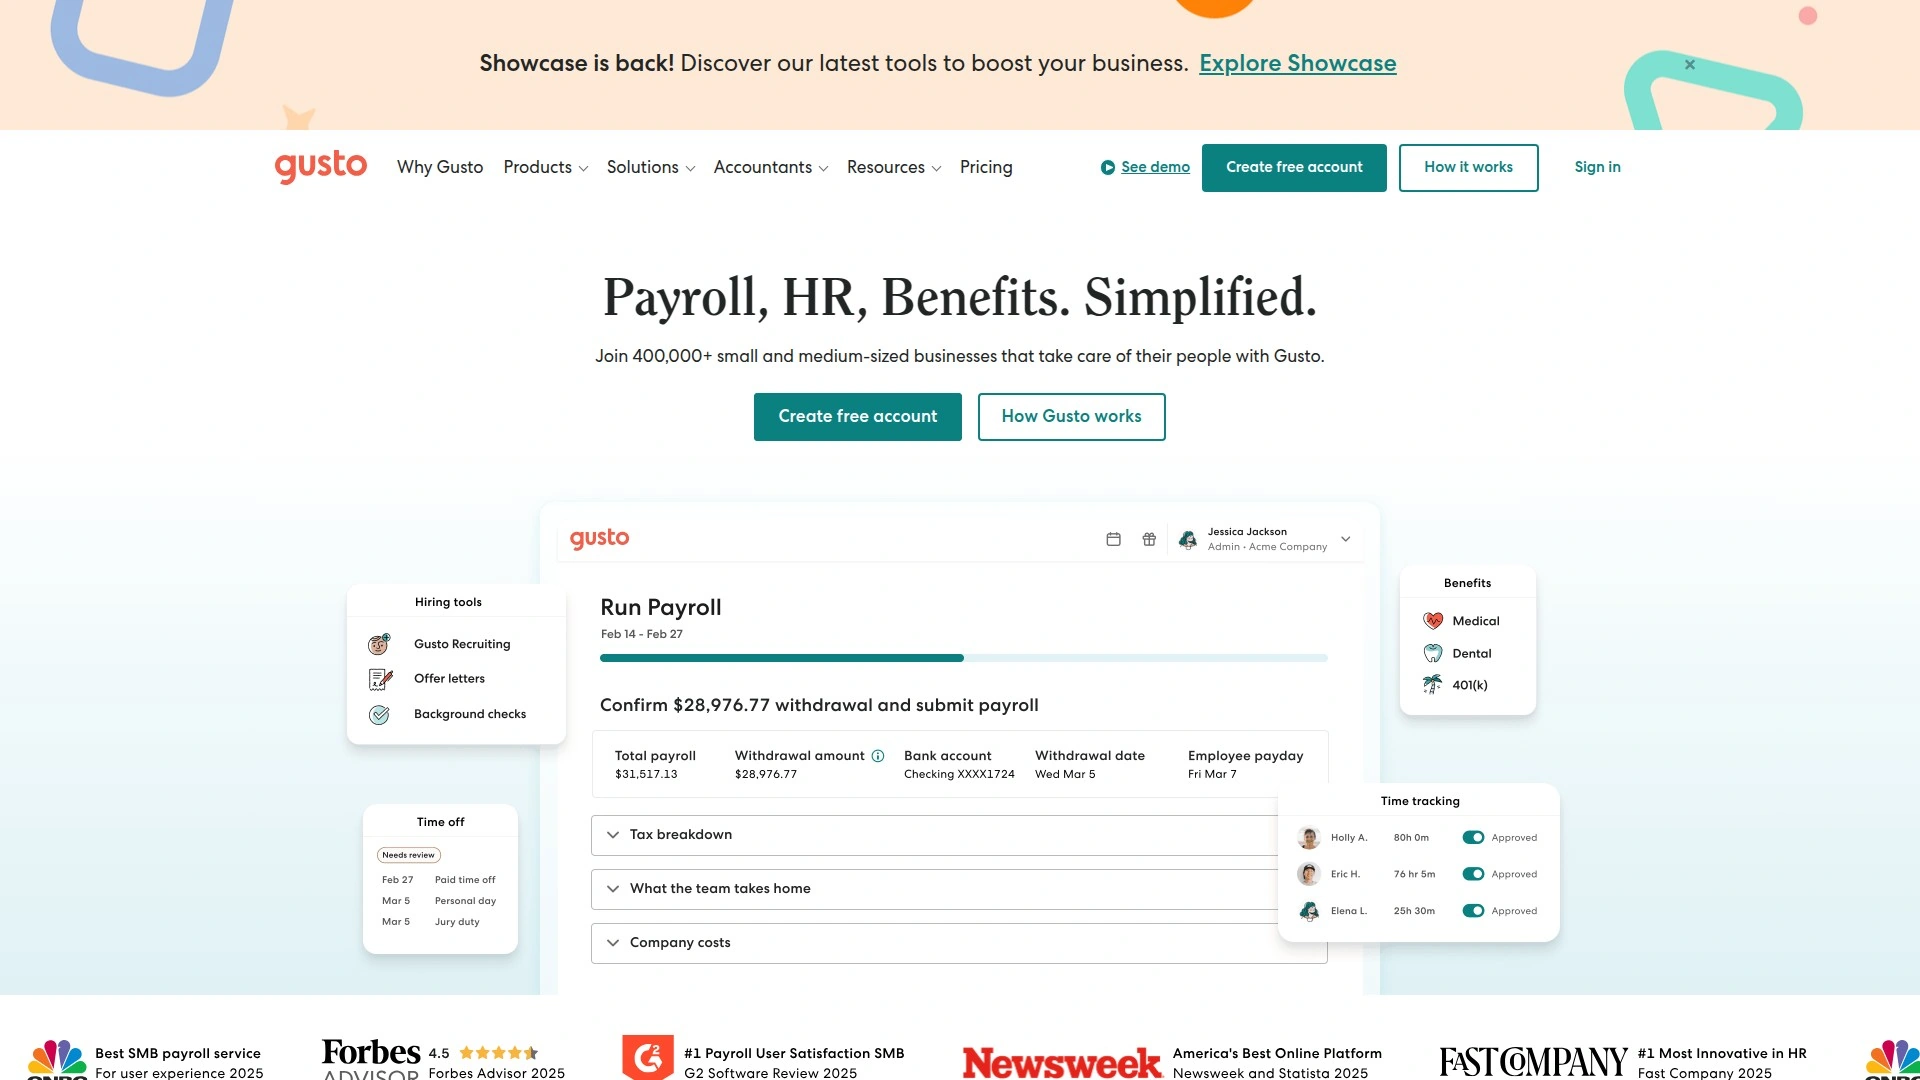 Showcase is back! Discover our latest tools to boost your business. Explore Showcase
gusto
Why Gusto
Products
Solutions
Accountants
Resources
Pricing
See demo
Create free account
How it works
Sign in
Payroll, HR, Benefits. Simplified.
Join 400,000+ small and medium-sized businesses that take care of their people with Gusto.
Create free account
How Gusto works
gusto
Jessica Jackson
Admin · Acme Company
Hiring tools
Gusto Recruiting
Offer letters
Background checks
Run Payroll
Feb 14 - Feb 27
Confirm $28,976.77 withdrawal and submit payroll
Total payroll
$31,517.13
Withdrawal amount
$28,976.77
Bank account
Checking XXXX1724
Withdrawal date
Wed Mar 5
Employee payday
Fri Mar 7
Tax breakdown
What the team takes home
Company costs
Benefits
Medical
Dental
401(k)
Time off
Needs review
Feb 27 Paid time off
Mar 5 Personal day
Mar 5 Jury duty
Time tracking
Holly A. 80h 0m Approved
Eric H. 76 hr 5m Approved
Elena L. 25h 30m Approved
CNBC
Best SMB payroll service
For user experience 2025
Forbes
ADVISOR
4.5
Forbes Advisor 2025
G2
#1 Payroll User Satisfaction SMB
G2 Software Review 2025
Newsweek
America's Best Online Platform
Newsweek and Statista 2025
FAST COMPANY
#1 Most Innovative in HR
Fast Company 2025
CNBC